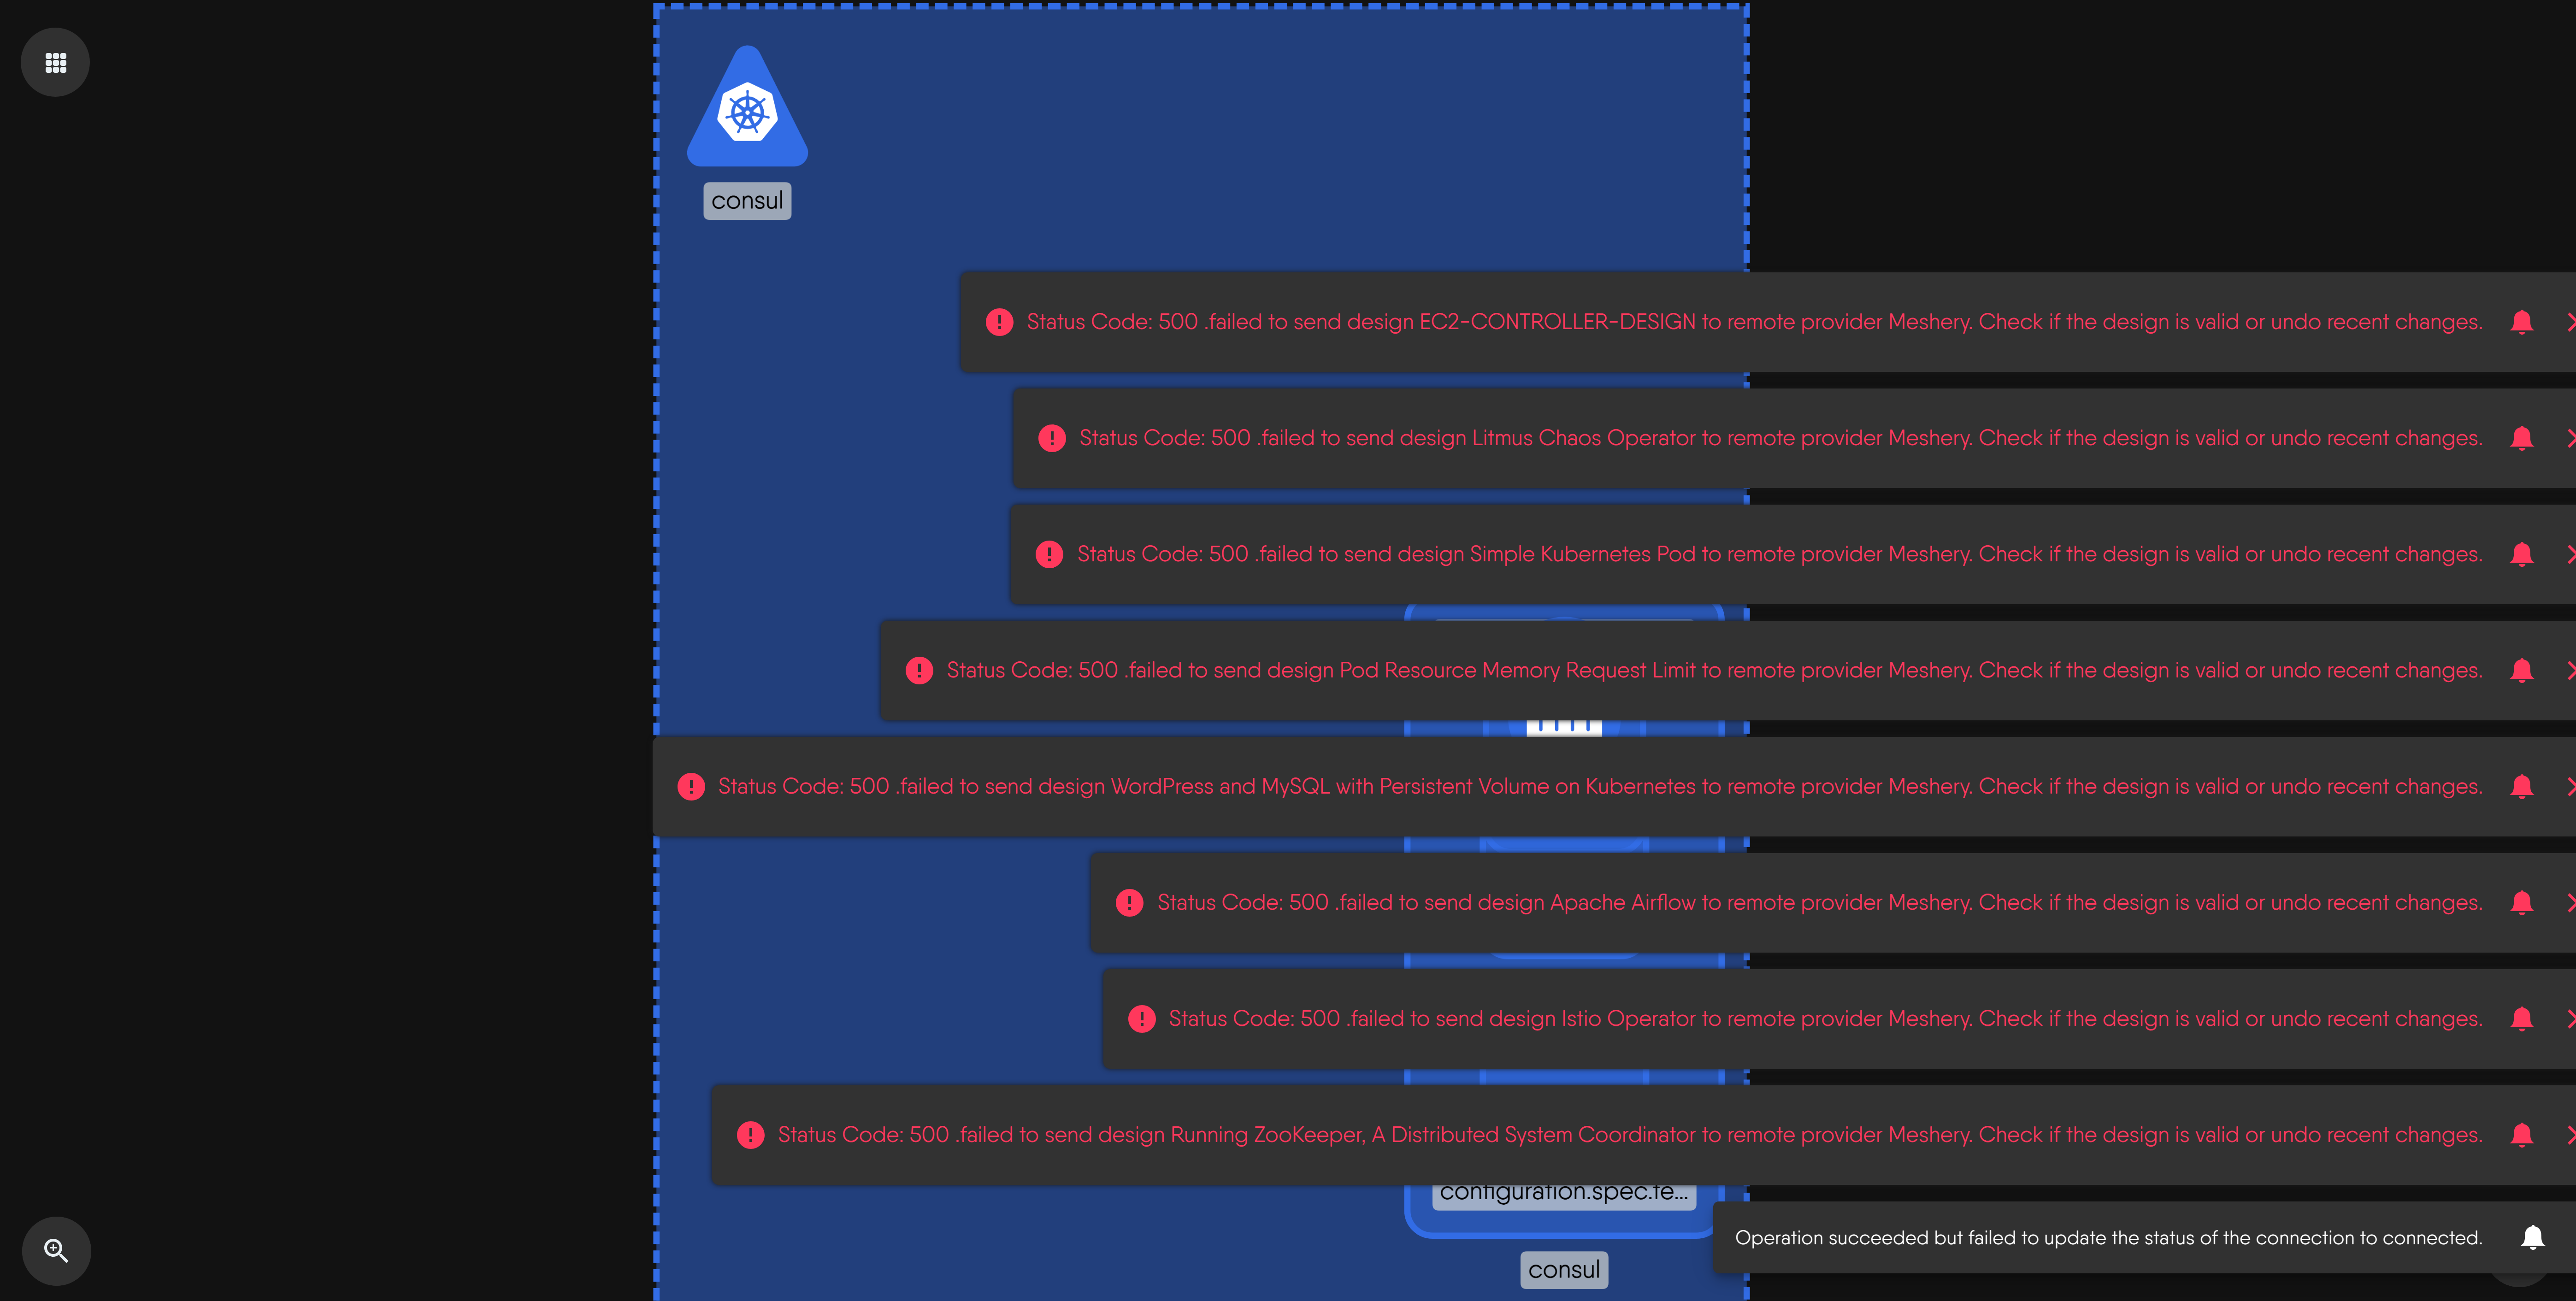 consul
Status Code: 500 .failed to send design EC2-CONTROLLER-DESIGN to remote provider Meshery. Check if the design is valid or undo recent changes.
Status Code: 500 .failed to send design Litmus Chaos Operator to remote provider Meshery. Check if the design is valid or undo recent changes.
Status Code: 500 .failed to send design Simple Kubernetes Pod to remote provider Meshery. Check if the design is valid or undo recent changes.
Status Code: 500 .failed to send design Pod Resource Memory Request Limit to remote provider Meshery. Check if the design is valid or undo recent changes.
Status Code: 500 .failed to send design WordPress and MySQL with Persistent Volume on Kubernetes to remote provider Meshery. Check if the design is valid or undo recent changes.
Status Code: 500 .failed to send design Apache Airflow to remote provider Meshery. Check if the design is valid or undo recent changes.
Status Code: 500 .failed to send design Istio Operator to remote provider Meshery. Check if the design is valid or undo recent changes.
Status Code: 500 .failed to send design Running ZooKeeper, A Distributed System Coordinator to remote provider Meshery. Check if the design is valid or undo recent changes.
configuration.spec.te...
Operation succeeded but failed to update the status of the connection to connected.
consul